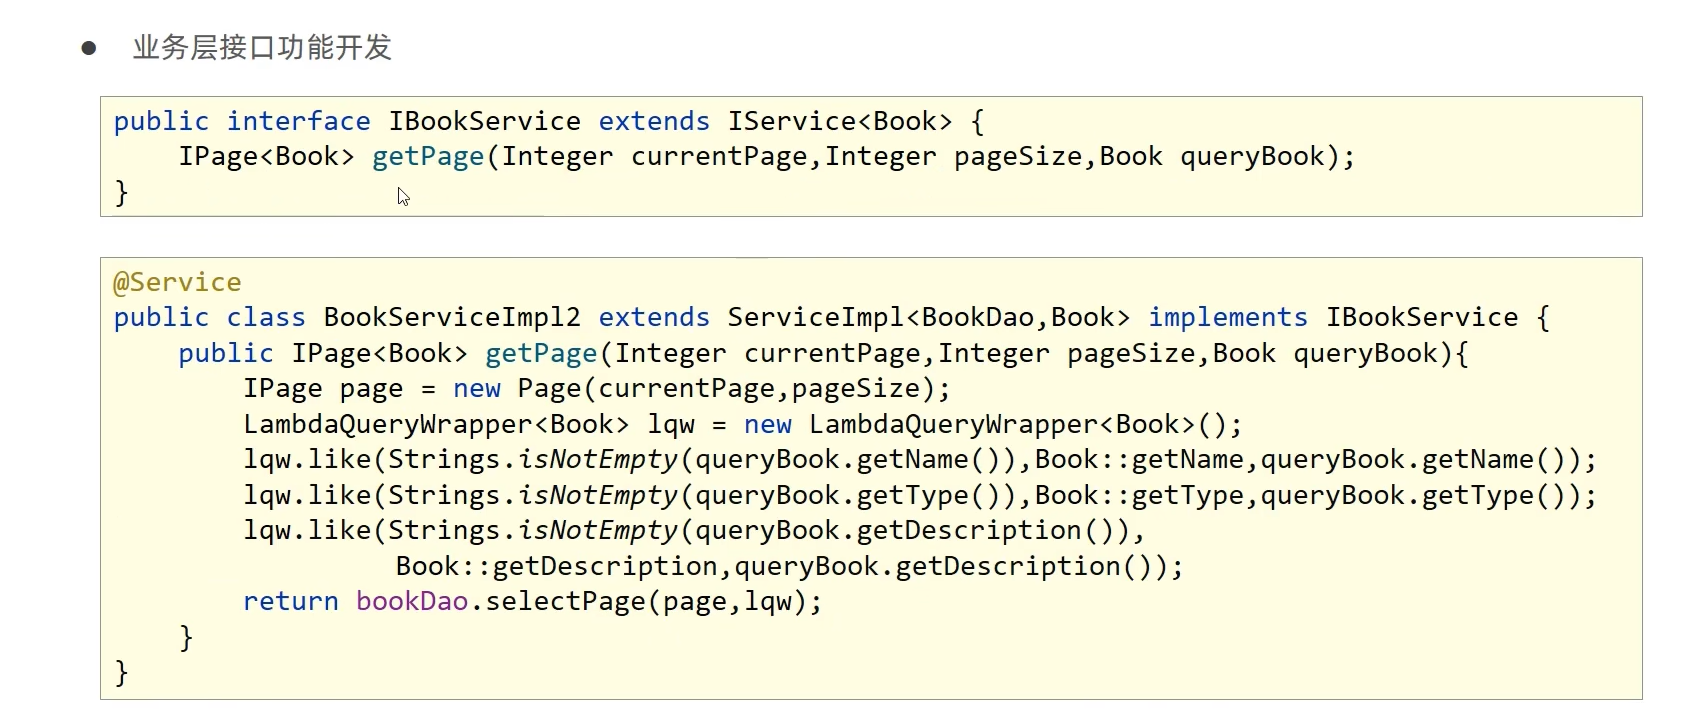 ● 业务层接口功能开发
public interface IBookService extends IService<Book> {
    IPage<Book> getPage(Integer currentPage,Integer pageSize,Book queryBook);
}
@Service
public class BookServiceImpl2 extends ServiceImpl<BookDao,Book> implements IBookService {
    public IPage<Book> getPage(Integer currentPage,Integer pageSize,Book queryBook){
        IPage page = new Page(currentPage,pageSize);
        LambdaQueryWrapper<Book> lqw = new LambdaQueryWrapper<Book>();
        lqw.like(Strings.isNotEmpty(queryBook.getName()),Book::getName,queryBook.getName());
        lqw.like(Strings.isNotEmpty(queryBook.getType()),Book::getType,queryBook.getType());
        lqw.like(Strings.isNotEmpty(queryBook.getDescription()),
                Book::getDescription,queryBook.getDescription());
        return bookDao.selectPage(page,lqw);
    }
}